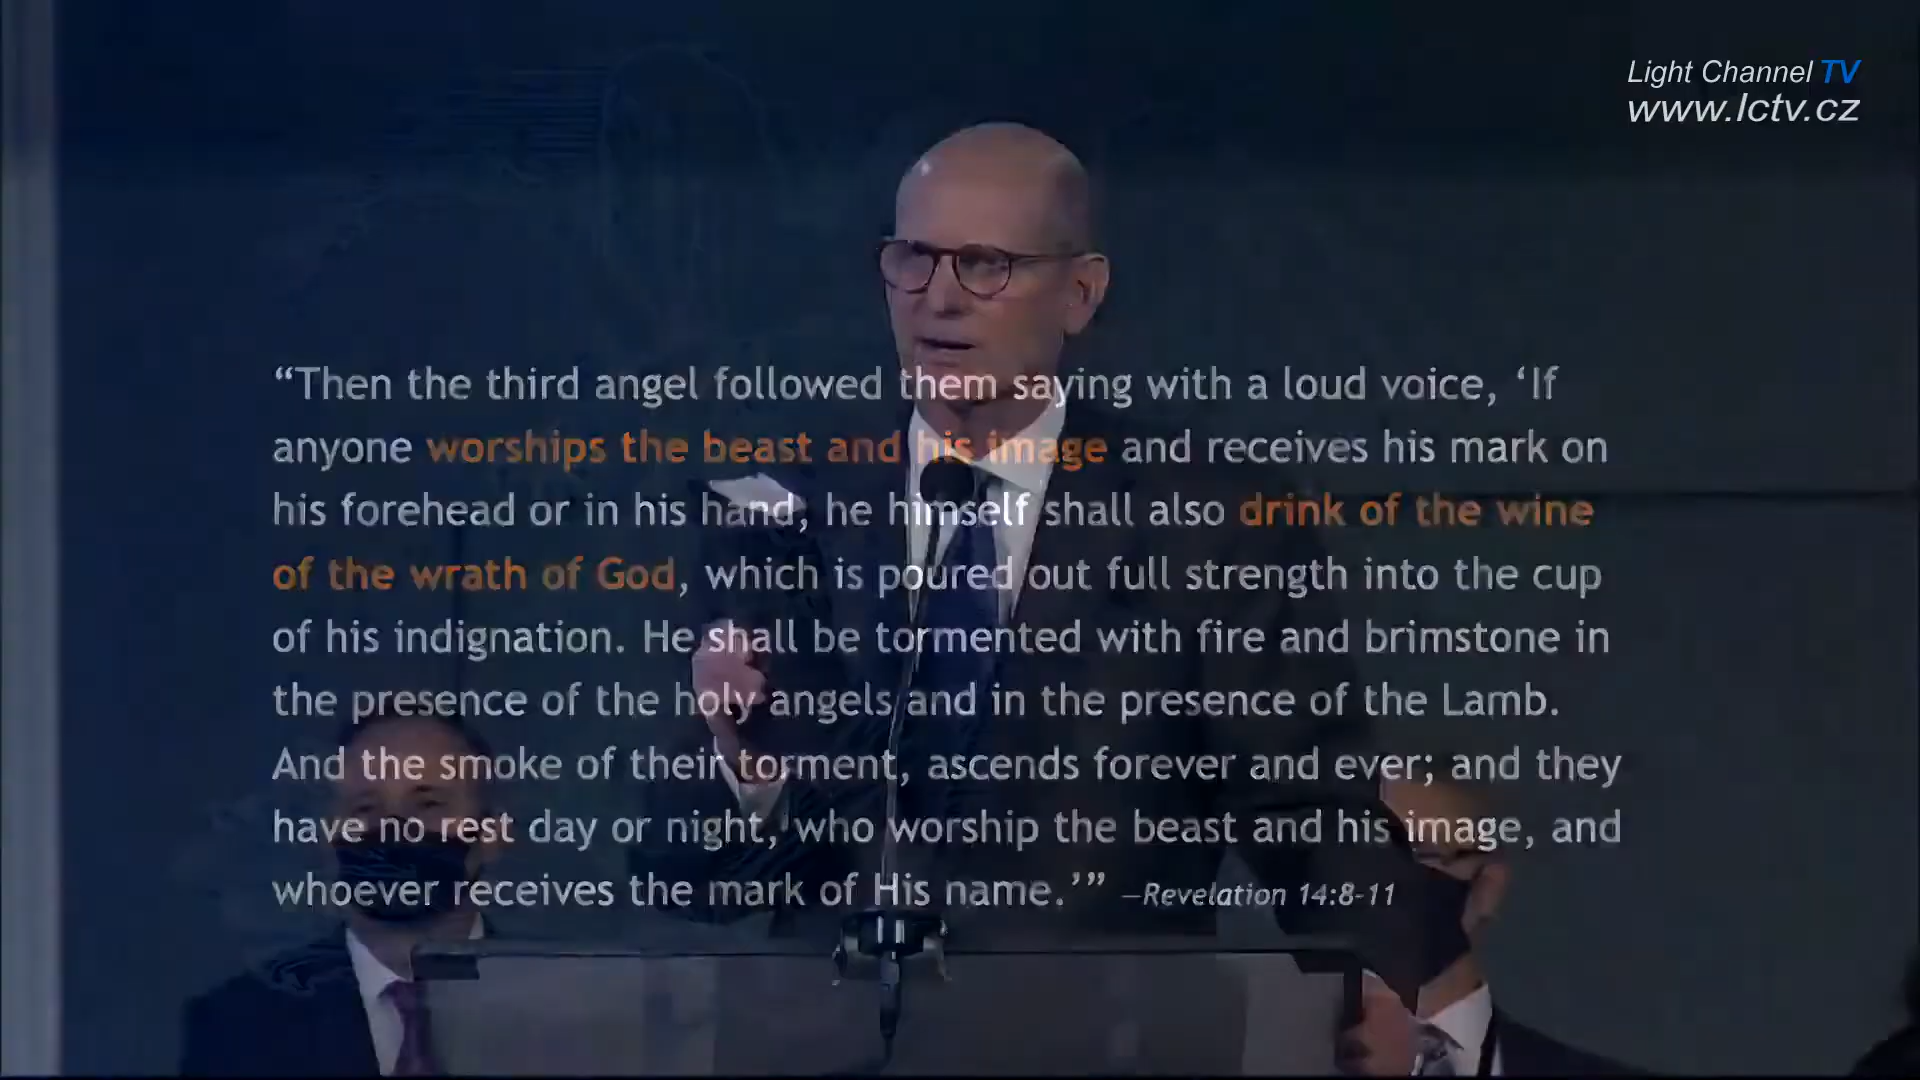 Light Channel TV
www.lctv.cz
“Then the third angel followed them saying with a loud voice, ‘If
anyone worships the beast and his image and receives his mark on
his forehead or in his hand, he himself shall also drink of the wine
of the wrath of God, which is poured out full strength into the cup
of his indignation. He shall be tormented with fire and brimstone in
the presence of the holy angels and in the presence of the Lamb.
And the smoke of their torment, ascends forever and ever; and they
have no rest day or night, who worship the beast and his image, and
whoever receives the mark of His name.’” —Revelation 14:8-11